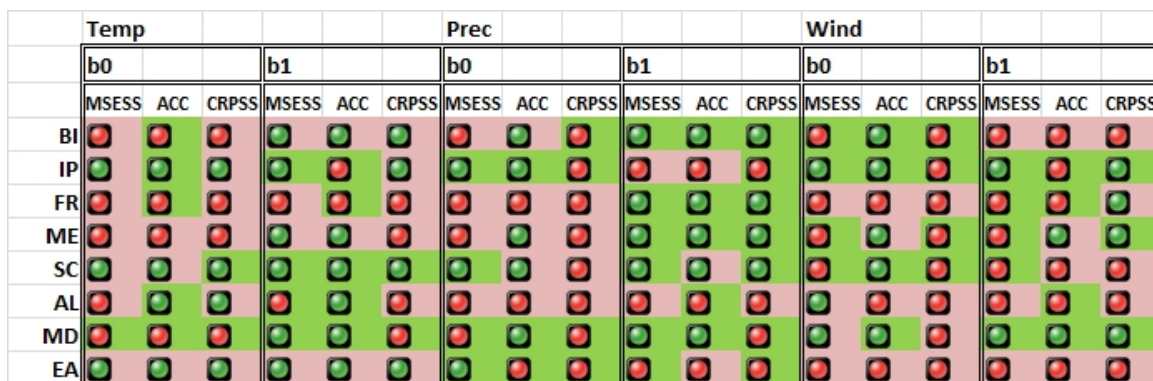 Temp Prec Wind
b0 b1 b0 b1 b0 b1
MSESS ACC CRPSS MSESS ACC CRPSS MSESS ACC CRPSS MSESS ACC CRPSS MSESS ACC CRPSS MSESS ACC CRPSS
BI
IP
FR
ME
SC
AL
MD
EA